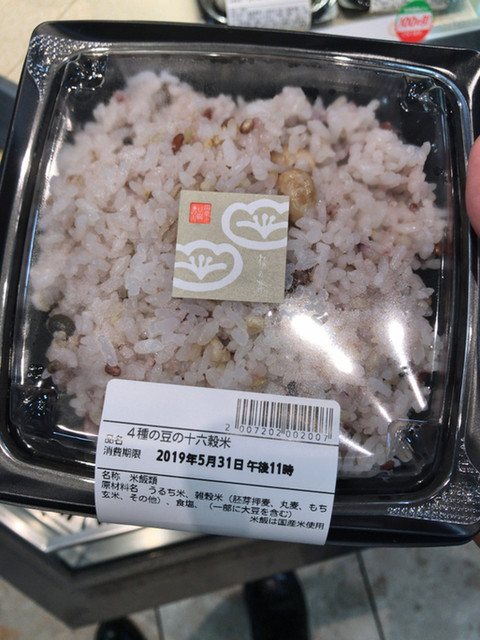 2 007202 002007
品名 4種の豆の十六穀米
消費期限 2019年5月31日 午後11時
名称 米飯類
原材料名 うるち米、雑穀米（胚芽押麦、丸麦、もち
玄米、その他）、食塩、（一部に大豆を含む）
米飯は国産米使用